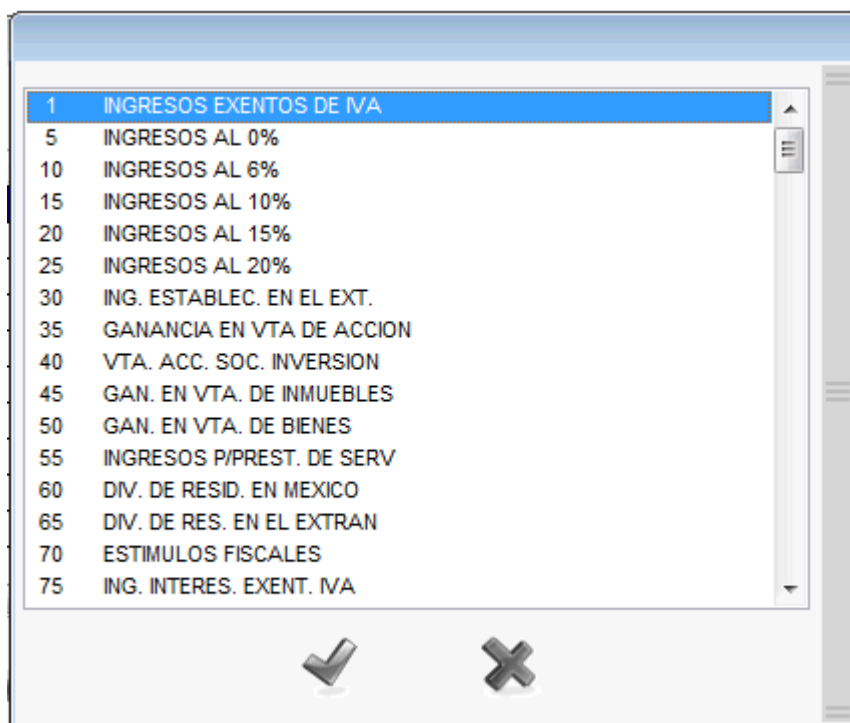 1 INGRESOS EXENTOS DE IVA
5 INGRESOS AL 0%
10 INGRESOS AL 6%
15 INGRESOS AL 10%
20 INGRESOS AL 15%
25 INGRESOS AL 20%
30 ING. ESTABLEC. EN EL EXT.
35 GANANCIA EN VTA DE ACCION
40 VTA. ACC. SOC. INVERSION
45 GAN. EN VTA. DE INMUEBLES
50 GAN. EN VTA. DE BIENES
55 INGRESOS P/PREST. DE SERV
60 DIV. DE RESID. EN MEXICO
65 DIV. DE RES. EN EL EXTRAN
70 ESTIMULOS FISCALES
75 ING. INTERES. EXENT. IVA